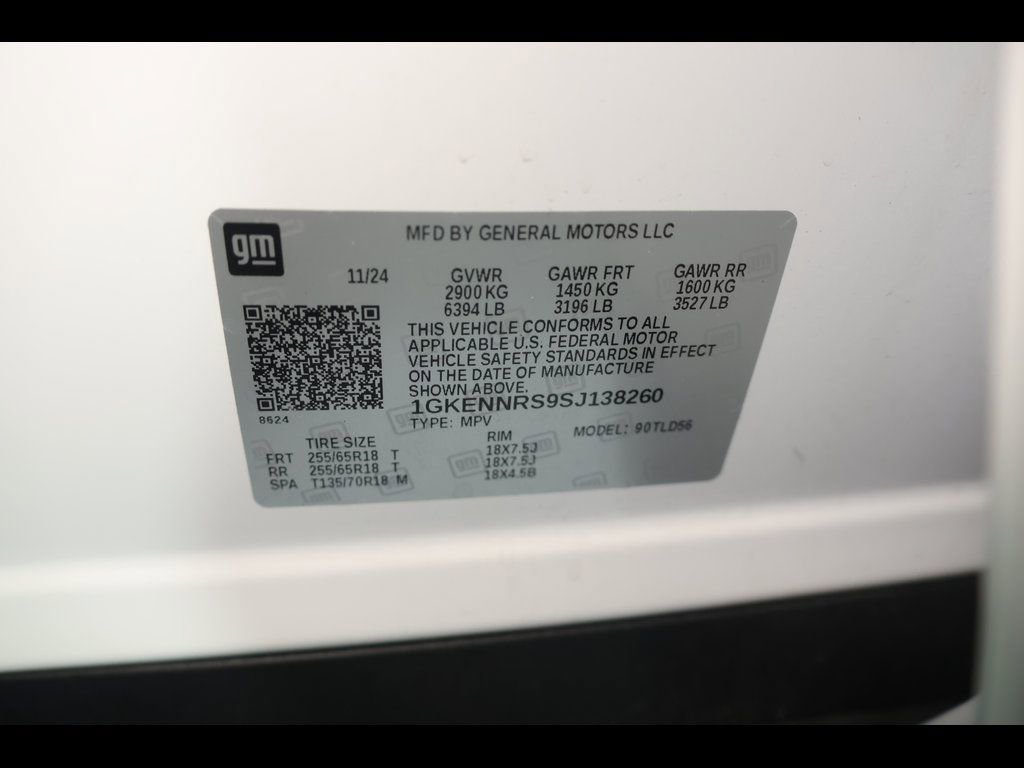 gm
MFD BY GENERAL MOTORS LLC
11/24 GVWR GAWR FRT GAWR RR
2900 KG 1450 KG 1600 KG
6394 LB 3196 LB 3527 LB
THIS VEHICLE CONFORMS TO ALL
APPLICABLE U.S. FEDERAL MOTOR
VEHICLE SAFETY STANDARDS IN EFFECT
ON THE DATE OF MANUFACTURE
SHOWN ABOVE.
8624
1GKENNRS9SJ138260
TYPE: MPV MODEL: 90TLD56
TIRE SIZE RIM
FRT 255/65R18 T 18X7.5J
RR 255/65R18 T 18X7.5J
SPA T135/70R18 M 18X4.5B